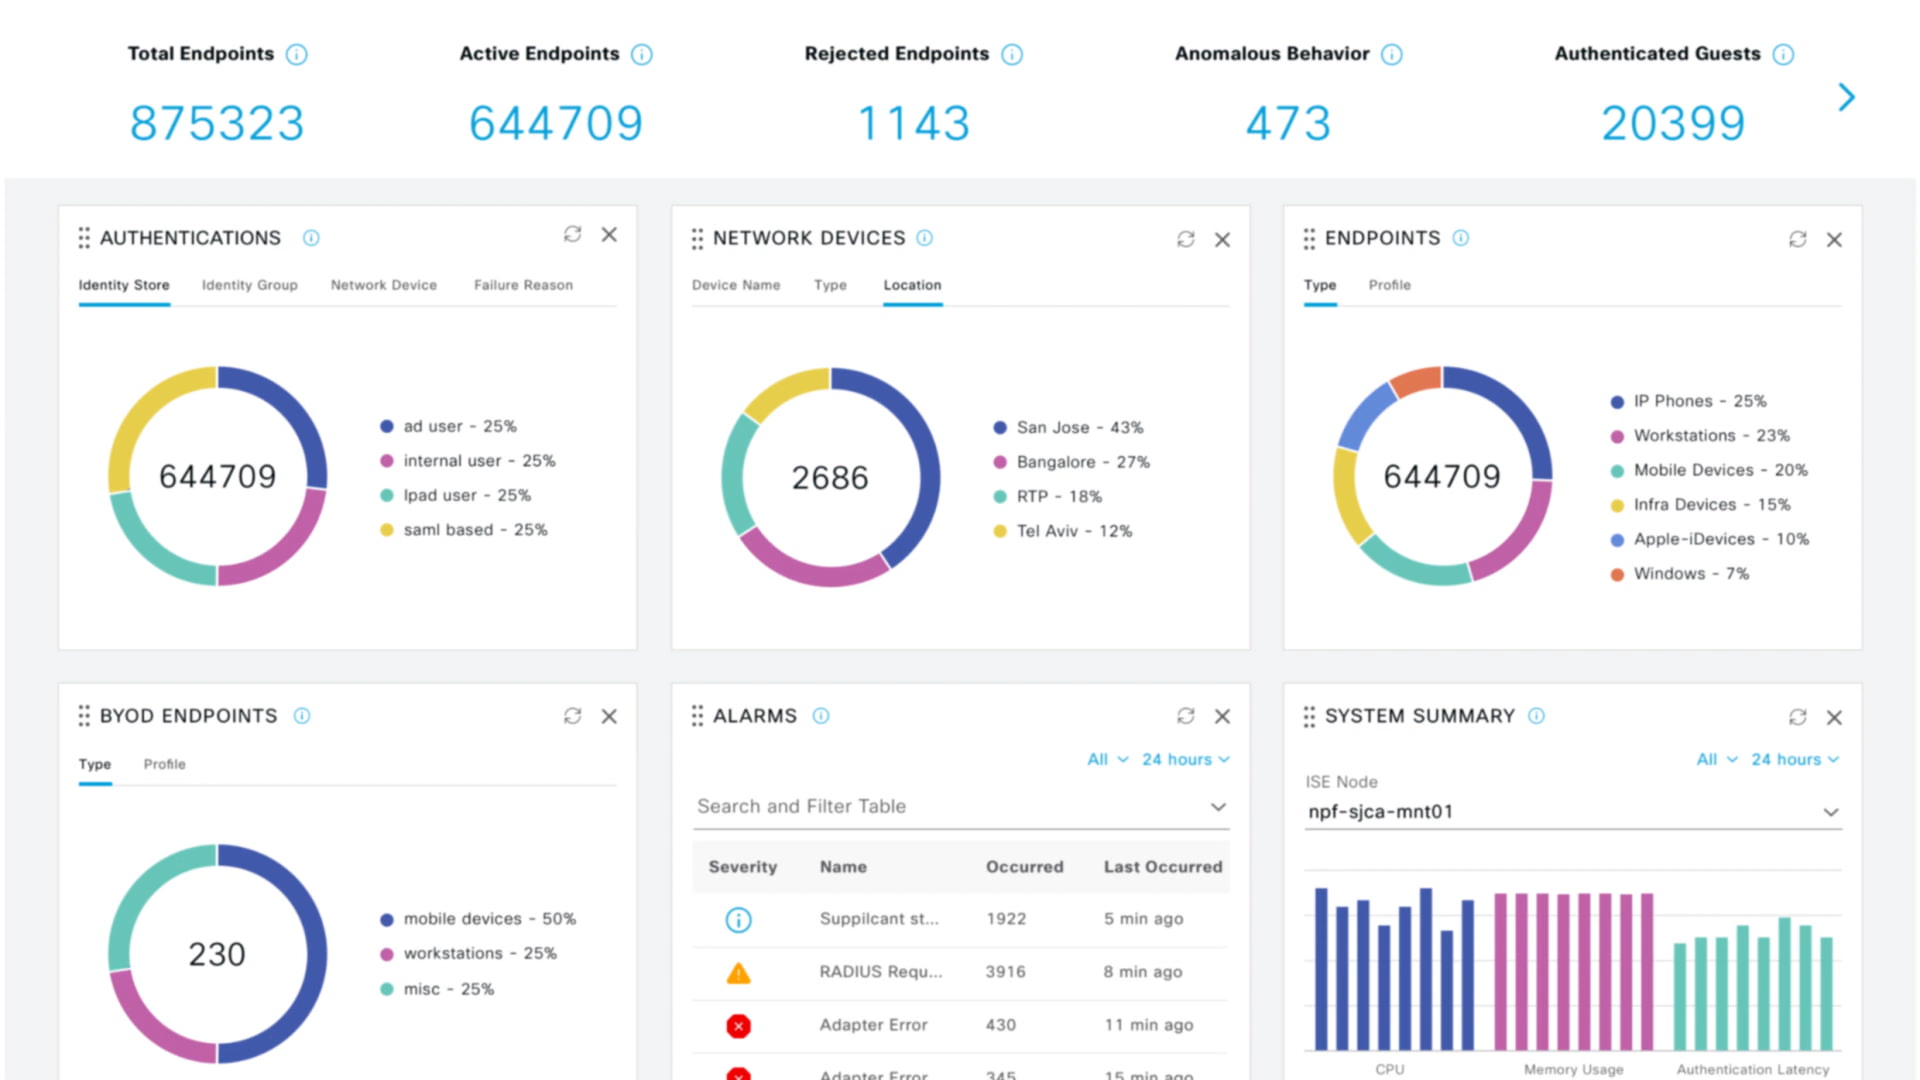 Total Endpoints
Active Endpoints
Rejected Endpoints
Anomalous Behavior
Authenticated Guests
875323
644709
1143
473
20399
AUTHENTICATIONS
Identity Store Identity Group Network Device Failure Reason
644709
ad user - 25%
internal user - 25%
Ipad user - 25%
saml based - 25%
NETWORK DEVICES
Device Name Type Location
2686
San Jose - 43%
Bangalore - 27%
RTP - 18%
Tel Aviv - 12%
ENDPOINTS
Type Profile
644709
IP Phones - 25%
Workstations - 23%
Mobile Devices - 20%
Infra Devices - 15%
Apple-iDevices - 10%
Windows - 7%
BYOD ENDPOINTS
Type Profile
230
mobile devices - 50%
workstations - 25%
misc - 25%
ALARMS
All 24 hours
Search and Filter Table
Severity Name Occurred Last Occurred
Suppilcant st... 1922 5 min ago
RADIUS Requ... 3916 8 min ago
Adapter Error 430 11 min ago
Adapter Error 345 15 min ago
SYSTEM SUMMARY
All 24 hours
ISE Node
npf-sjca-mnt01
CPU Memory Usage Authentication Latency